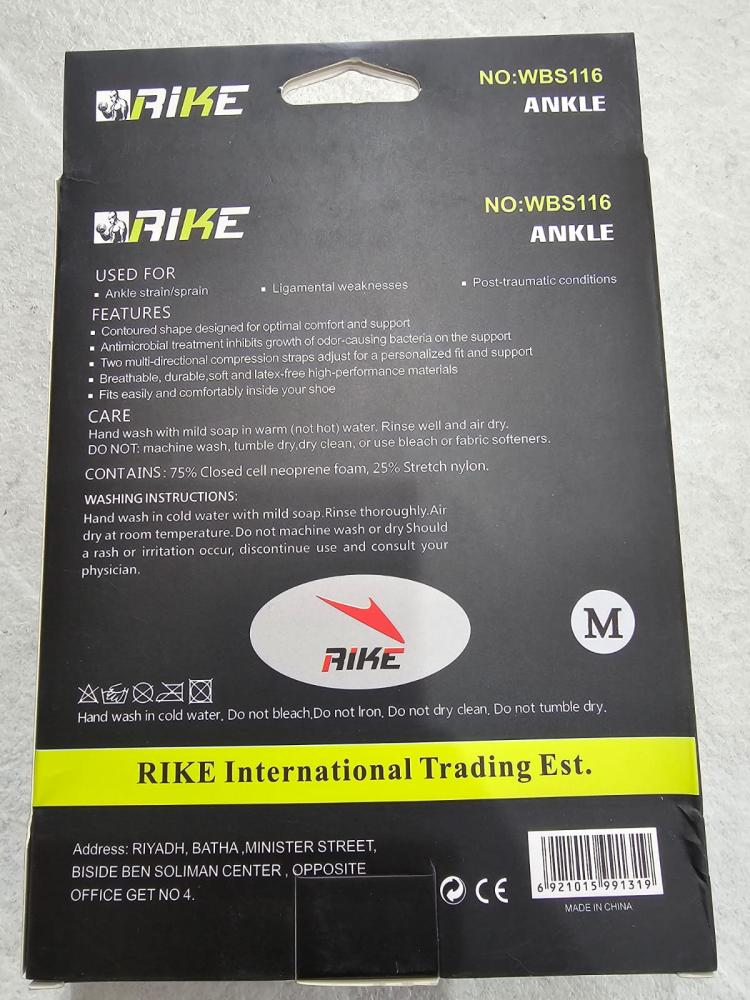 RiKE
NO:WBS116
ANKLE
RiKE
NO:WBS116
ANKLE
USED FOR
▪ Ankle strain/sprain ▪ Ligamental weaknesses ▪ Post-traumatic conditions
FEATURES
▪ Contoured shape designed for optimal comfort and support
▪ Antimicrobial treatment inhibits growth of odor-causing bacteria on the support
▪ Two multi-directional compression straps adjust for a personalized fit and support
▪ Breathable, durable,soft and latex-free high-performance materials
▪ Fits easily and comfortably inside your shoe
CARE
Hand wash with mild soap in warm (not hot) water. Rinse well and air dry.
DO NOT: machine wash, tumble dry,dry clean, or use bleach or fabric softeners.
CONTAINS: 75% Closed cell neoprene foam, 25% Stretch nylon.
WASHING INSTRUCTIONS:
Hand wash in cold water with mild soap.Rinse thoroughly.Air
dry at room temperature.Do not machine wash or dry Should
a rash or irritation occur, discontinue use and consult your
physician.
RIKE
M
Hand wash in cold water. Do not bleach.Do not Iron. Do not dry clean. Do not tumble dry.
RIKE International Trading Est.
Address: RIYADH, BATHA ,MINISTER STREET,
BISIDE BEN SOLIMAN CENTER , OPPOSITE
OFFICE GET NO 4.
CE
6 921015 991319
MADE IN CHINA